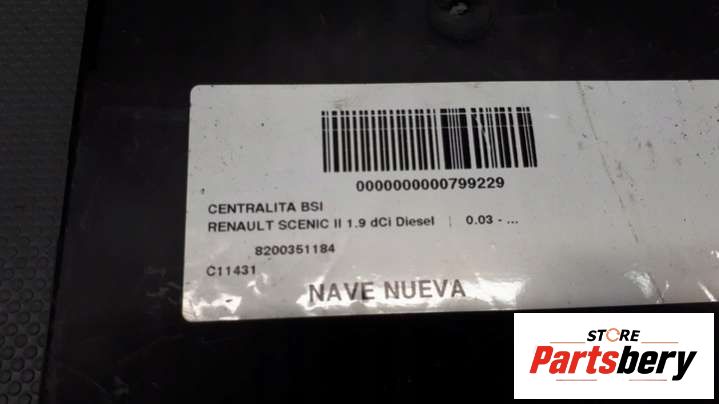 0000000000799229
CENTRALITA BSI
RENAULT SCENIC II 1.9 dCi Diesel | 0.03 - ...
8200351184
C11431
NAVE NUEVA
STORE
Partsbery